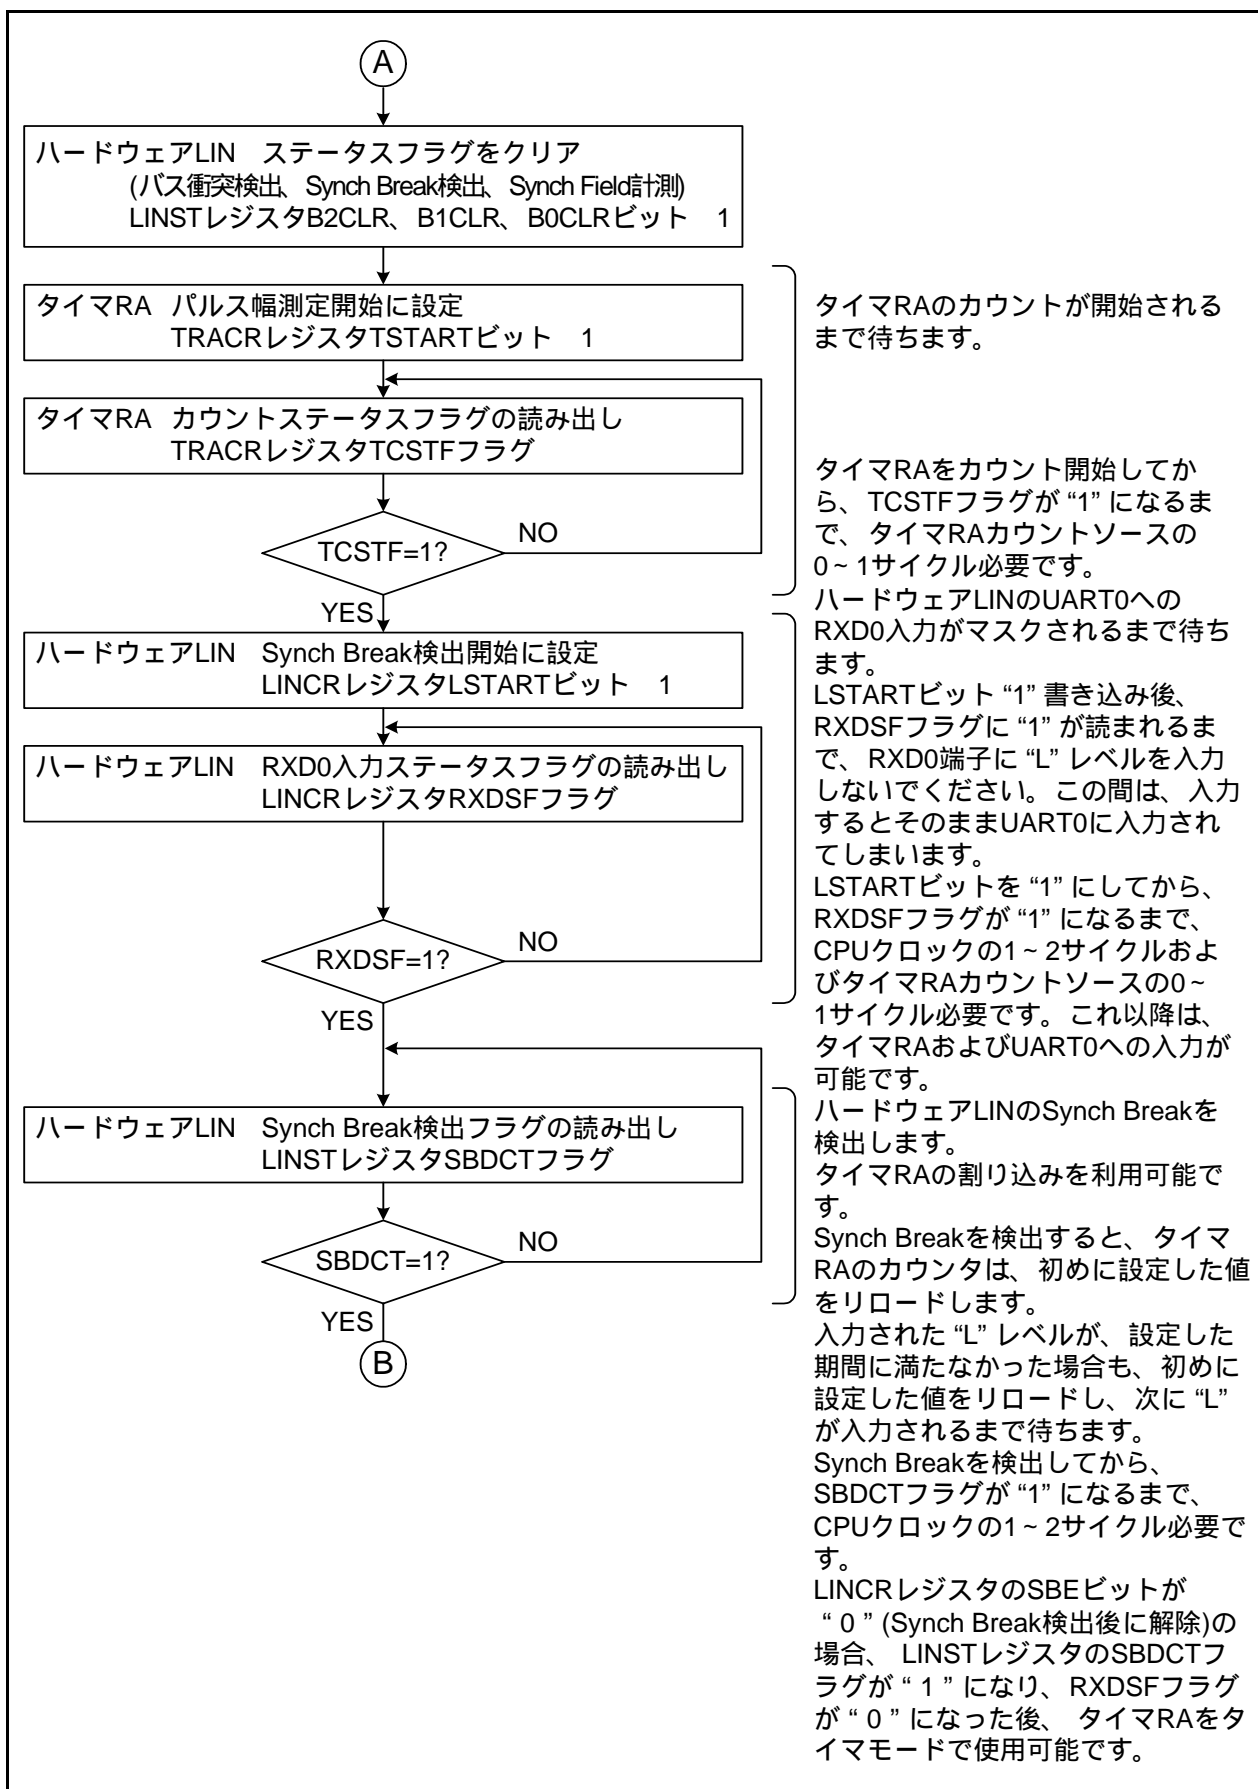 A
ハードウェアLIN ステータスフラグをクリア
(バス衝突検出、Synch Break検出、Synch Field計測)
LINSTレジスタB2CLR、B1CLR、B0CLRビット 1
タイマRA パルス幅測定開始に設定
TRACRレジスタTSTARTビット 1
タイマRA カウントステータスフラグの読み出し
TRACRレジスタTCSTFフラグ
TCSTF=1?
NO
YES
ハードウェアLIN Synch Break検出開始に設定
LINCRレジスタLSTARTビット 1
ハードウェアLIN RXD0入力ステータスフラグの読み出し
LINCRレジスタRXDSFフラグ
RXDSF=1?
NO
YES
ハードウェアLIN Synch Break検出フラグの読み出し
LINSTレジスタSBDCTフラグ
SBDCT=1?
NO
YES
B
タイマRAのカウントが開始される
まで待ちます。
タイマRAをカウント開始してか
ら、TCSTFフラグが “1” になるま
で、タイマRAカウントソースの
0~1サイクル必要です。
ハードウェアLINのUART0への
RXD0入力がマスクされるまで待ち
ます。
LSTARTビット “1” 書き込み後、
RXDSFフラグに “1” が読まれるま
で、RXD0端子に “L” レベルを入力
しないでください。この間は、入力
するとそのままUART0に入力され
てしまいます。
LSTARTビットを “1” にしてから、
RXDSFフラグが “1” になるまで、
CPUクロックの1~2サイクルおよ
びタイマRAカウントソースの0~
1サイクル必要です。これ以降は、
タイマRAおよびUART0への入力が
可能です。
ハードウェアLINのSynch Breakを
検出します。
タイマRAの割り込みを利用可能で
す。
Synch Breakを検出すると、タイマ
RAのカウンタは、初めに設定した値
をリロードします。
入力された “L” レベルが、設定した
期間に満たなかった場合も、初めに
設定した値をリロードし、次に “L”
が入力されるまで待ちます。
Synch Breakを検出してから、
SBDCTフラグが “1” になるまで、
CPUクロックの1~2サイクル必要で
す。
LINCRレジスタのSBEビットが
“ 0 ” (Synch Break検出後に解除)の
場合、 LINSTレジスタのSBDCTフ
ラグが “ 1 ” になり、RXDSFフラグ
が “ 0 ” になった後、 タイマRAをタ
イマモードで使用可能です。